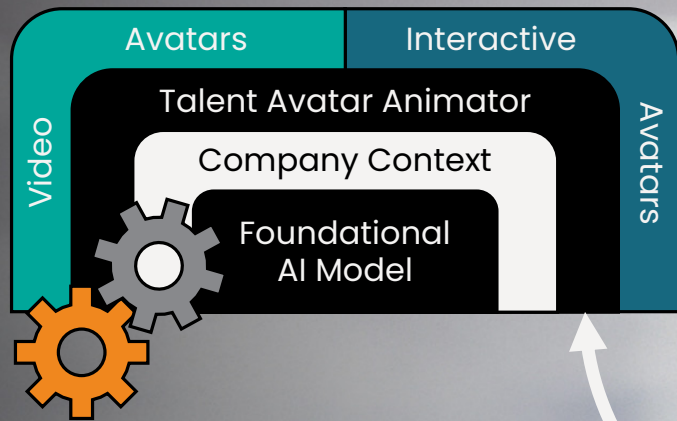 Video
Avatars
Interactive
Avatars
Talent Avatar Animator
Company Context
Foundational
AI Model